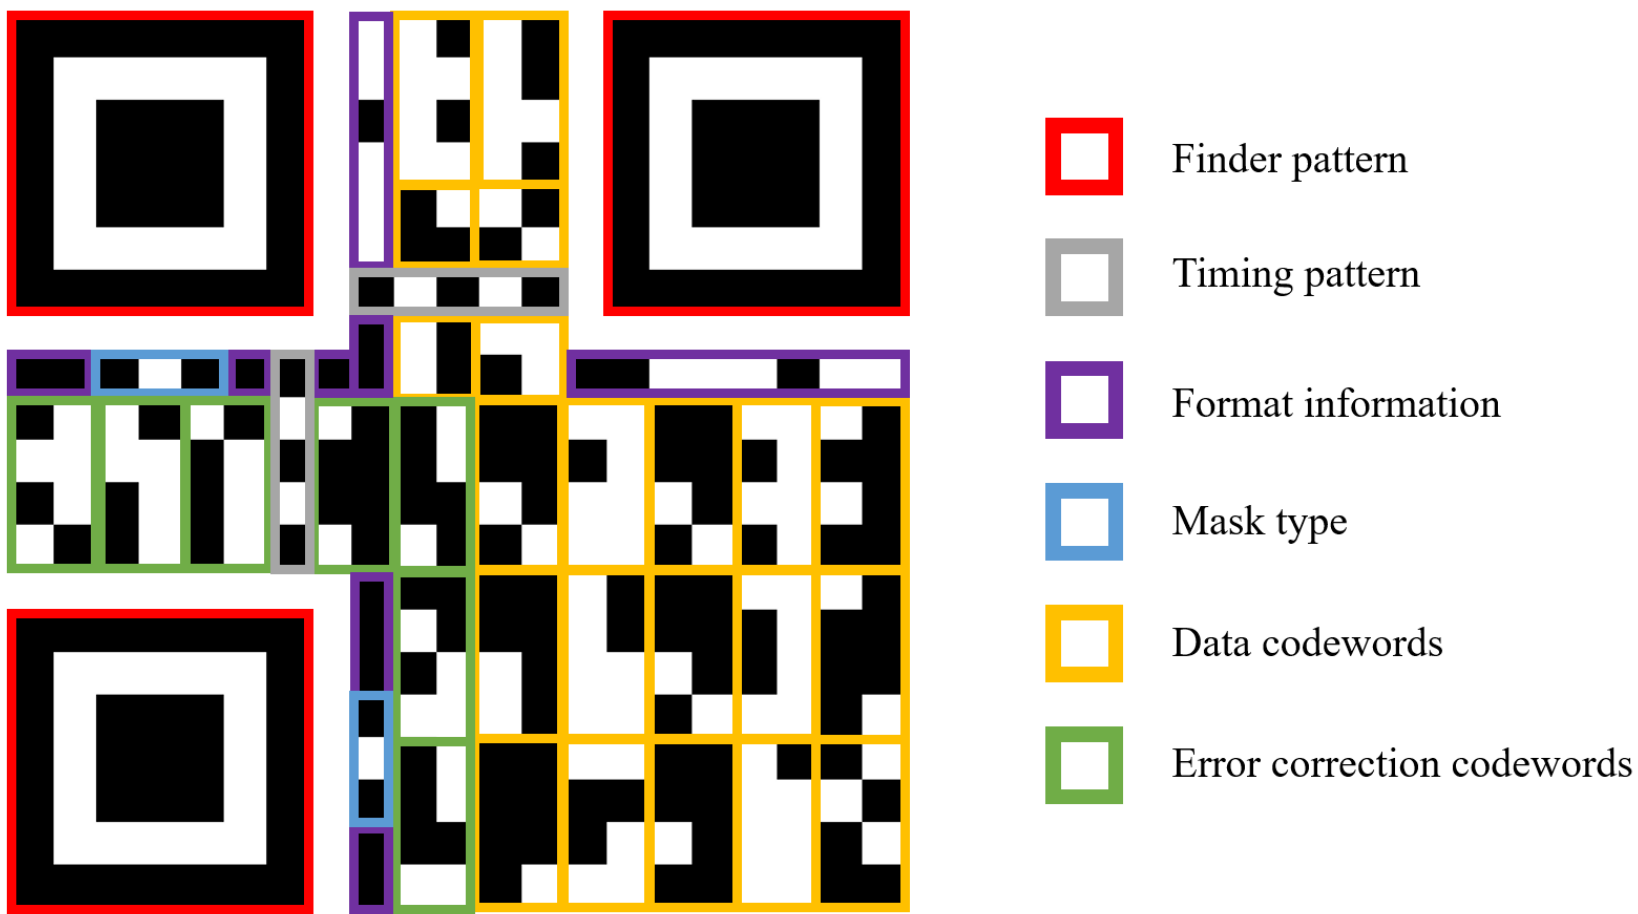 Finder pattern
Timing pattern
Format information
Mask type
Data codewords
Error correction codewords